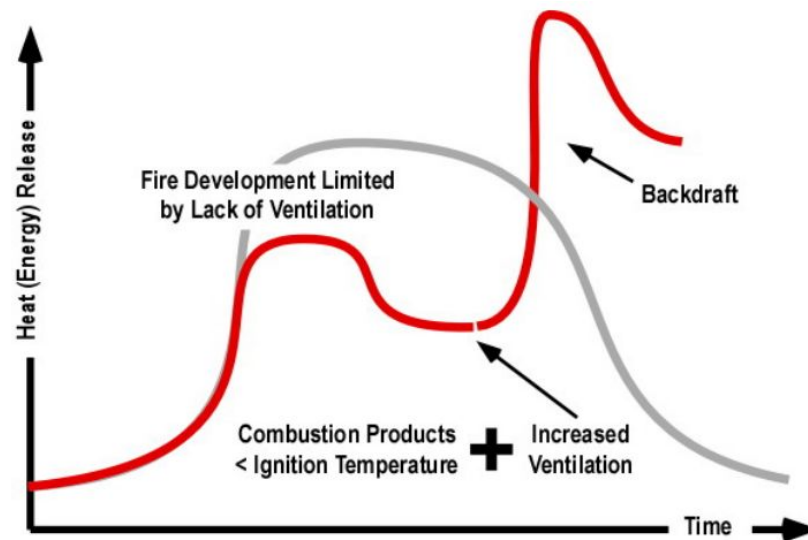 Heat (Energy) Release
Fire Development Limited
by Lack of Ventilation
Backdraft
Combustion Products
< Ignition Temperature
+
Increased
Ventilation
Time